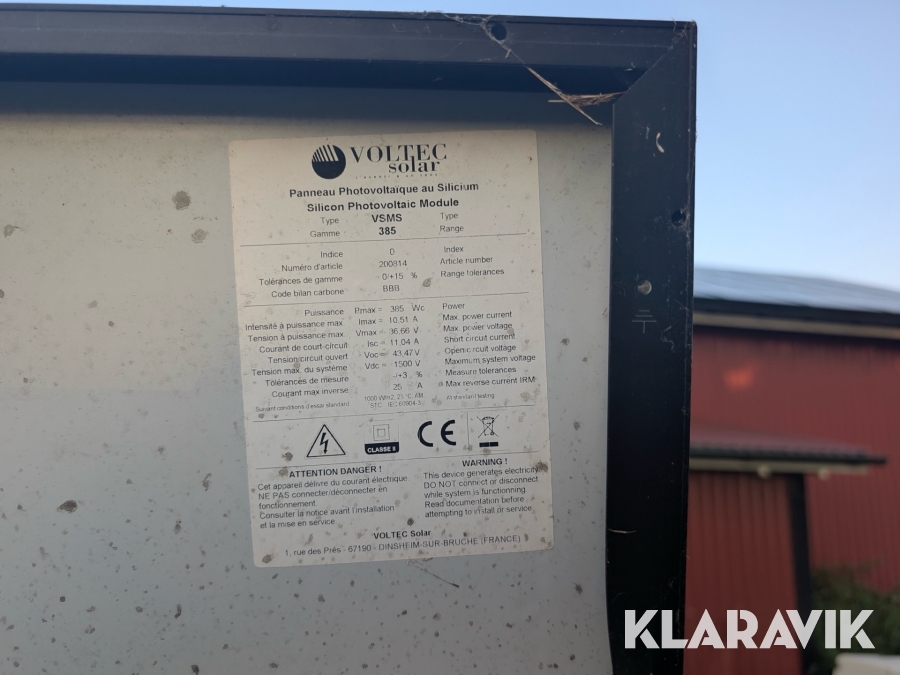 VOLTEC
solar
Panneau Photovoltaïque au Silicium
Silicon Photovoltaic Module
Type VSMS Type
Gamme 385 Range
Indice 0 Index
Numéro d'article 200814 Article number
Tolérances de gamme 0/+15 % Range tolerances
Code bilan carbone BBB
Puissance Pmax = 385 Wc Power
Intensité à puissance max. Imax = 10.51 A Max. power current
Tension à puissance max. Vmax = 36.66 V Max. power voltage
Courant de court-circuit Isc = 11.04 A Short circuit current
Tension circuit ouvert Voc = 43.47 V Open circuit voltage
Tension max. du système Vdc = 1500 V Maximum system voltage
Tolérances de mesure -/+3 % Measure tolerances
Courant max inverse 25 A Max reverse current IRM
Suivant conditions d'essai standard At standard testing
CLASSE II
CE
ATTENTION DANGER !
Cet appareil délivre du courant électrique
NE PAS connecter/déconnecter en
fonctionnement
Consulter la notice avant l'installation
et la mise en service
WARNING !
This device generates electricity
DO NOT connect or disconnect
while system is functionning
Read documentation before
attempting to install or service.
VOLTEC Solar
1, rue des Prés - 67190 - DINSHEIM-SUR-BRUCHE (FRANCE)
KLARAVIK